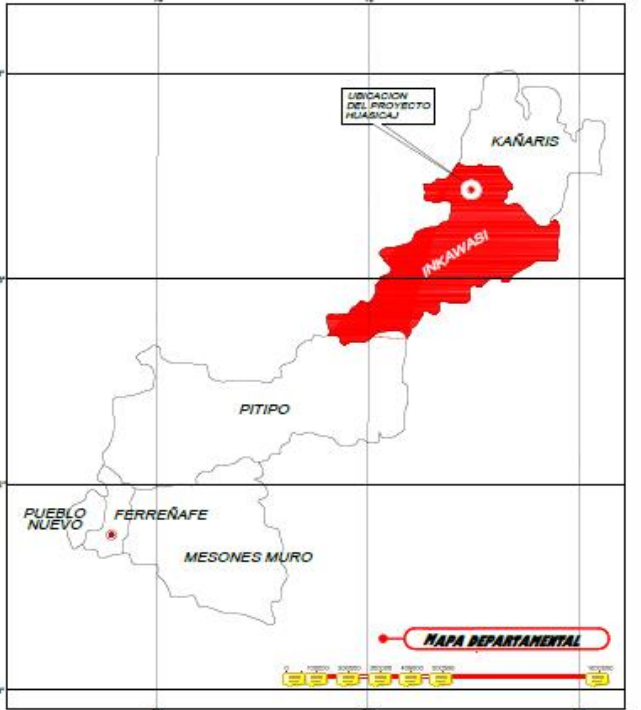 UBICACION
DEL PROYECTO
HUASICAJ
KAÑARIS
INKAWASI
PITIPO
PUEBLO
NUEVO
FERREÑAFE
MESONES MURO
MAPA DEPARTAMENTAL